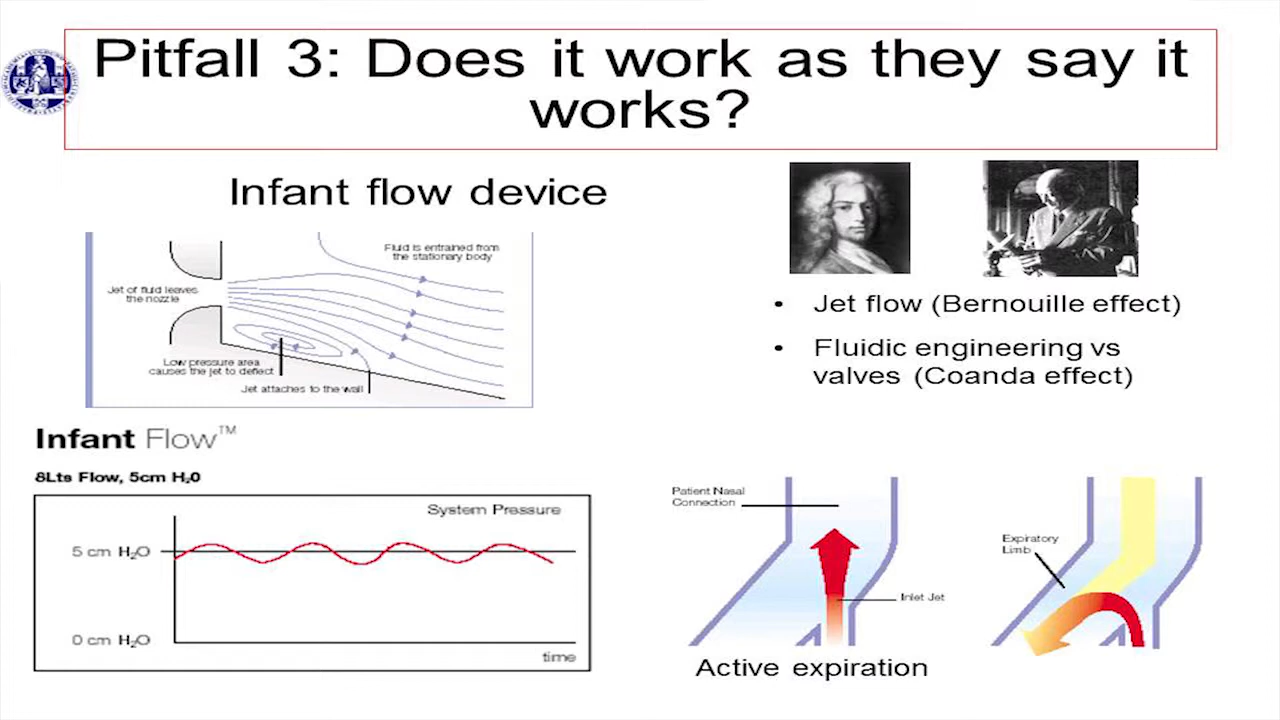 Pitfall 3: Does it work as they say it
works?
Infant flow device
Fluid is entrained from
the stationary body
Jet of fluid leaves
the nozzle
Low pressure area
causes the jet to deflect
Jet attaches to the wall
• Jet flow (Bernouille effect)
• Fluidic engineering vs
valves (Coanda effect)
Infant Flow™
8Lts Flow, 5cm H₂0
System Pressure
5 cm H₂O
0 cm H₂O
time
Patient Nasal
Connection
Inlet Jet
Expiratory
Limb
Active expiration